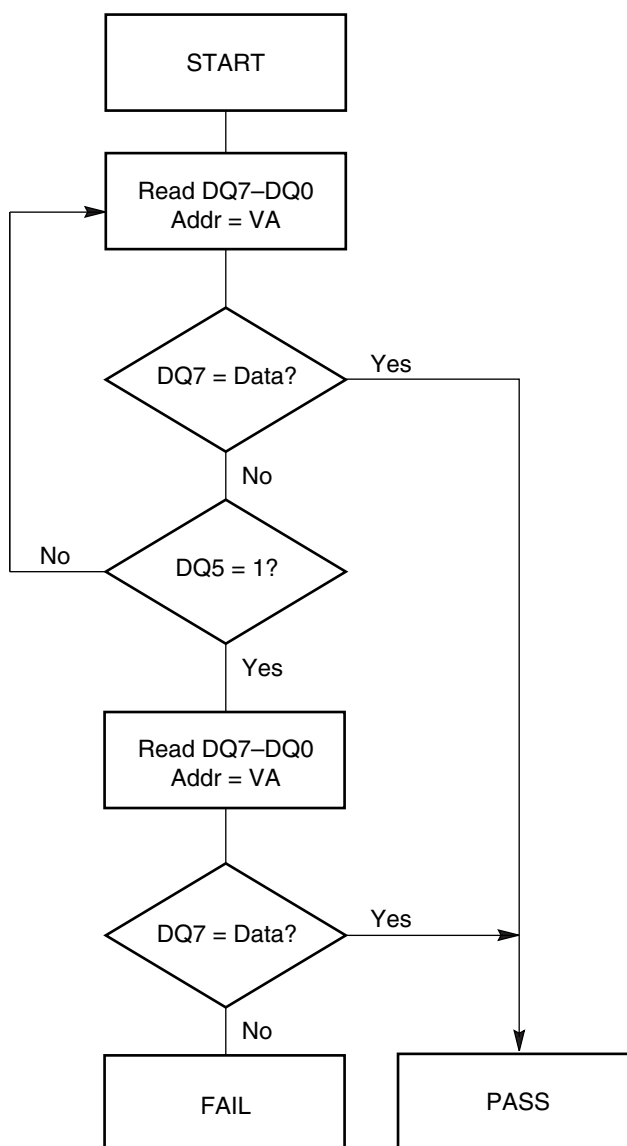 START
Read DQ7–DQ0
Addr = VA
DQ7 = Data?
Yes
No
DQ5 = 1?
No
Yes
Read DQ7–DQ0
Addr = VA
DQ7 = Data?
Yes
No
FAIL
PASS